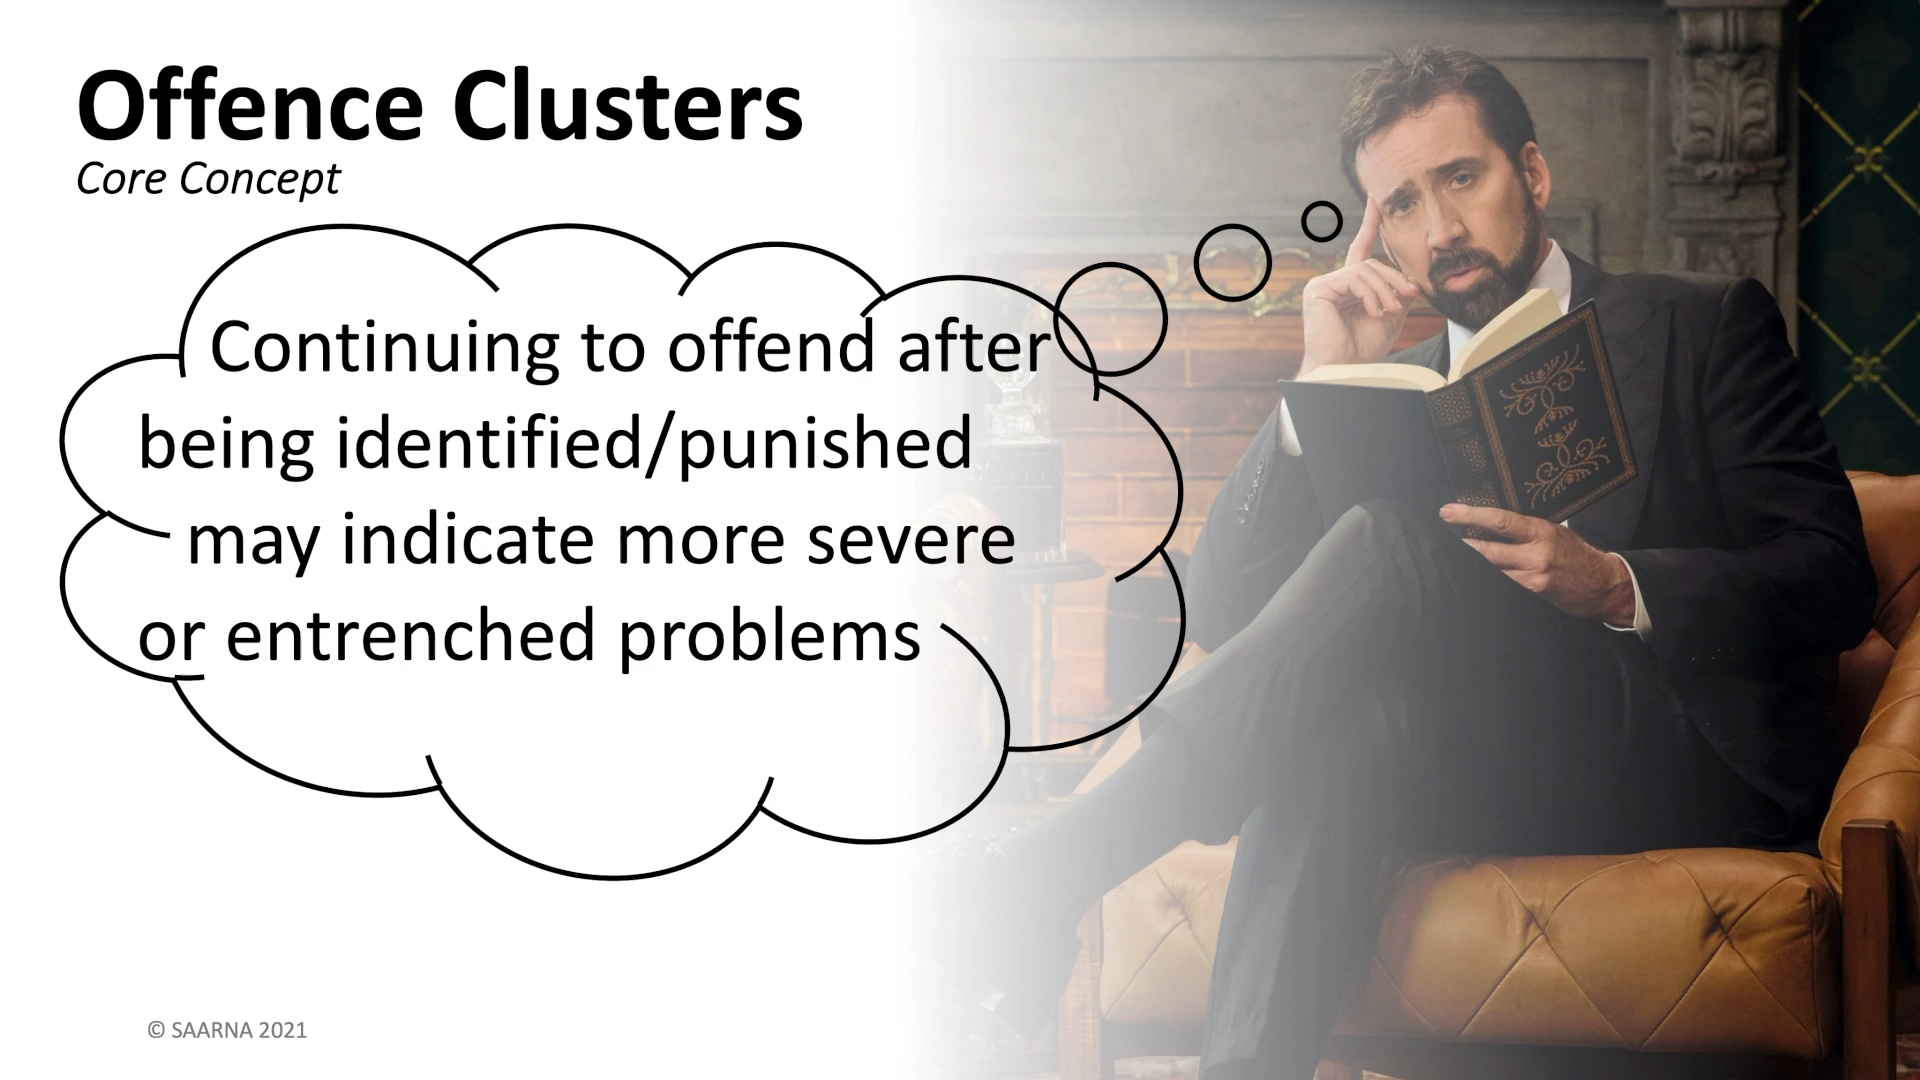 Offence Clusters
Core Concept
Continuing to offend after
being identified/punished
may indicate more severe
or entrenched problems
© SAARNA 2021